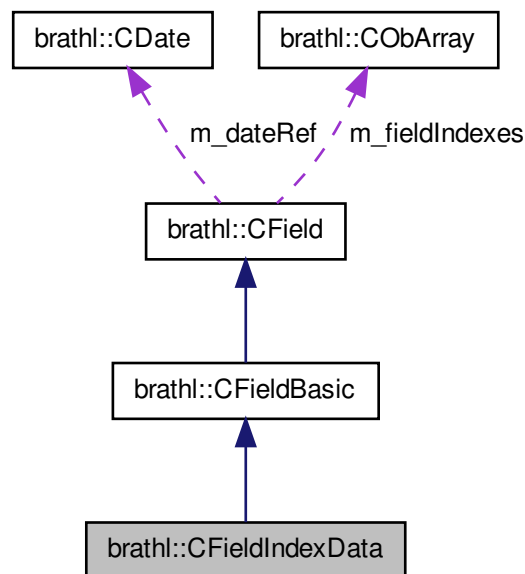 brathl::CDate
brathl::CObArray
m_dateRef
m_fieldIndexes
brathl::CField
brathl::CFieldBasic
brathl::CFieldIndexData